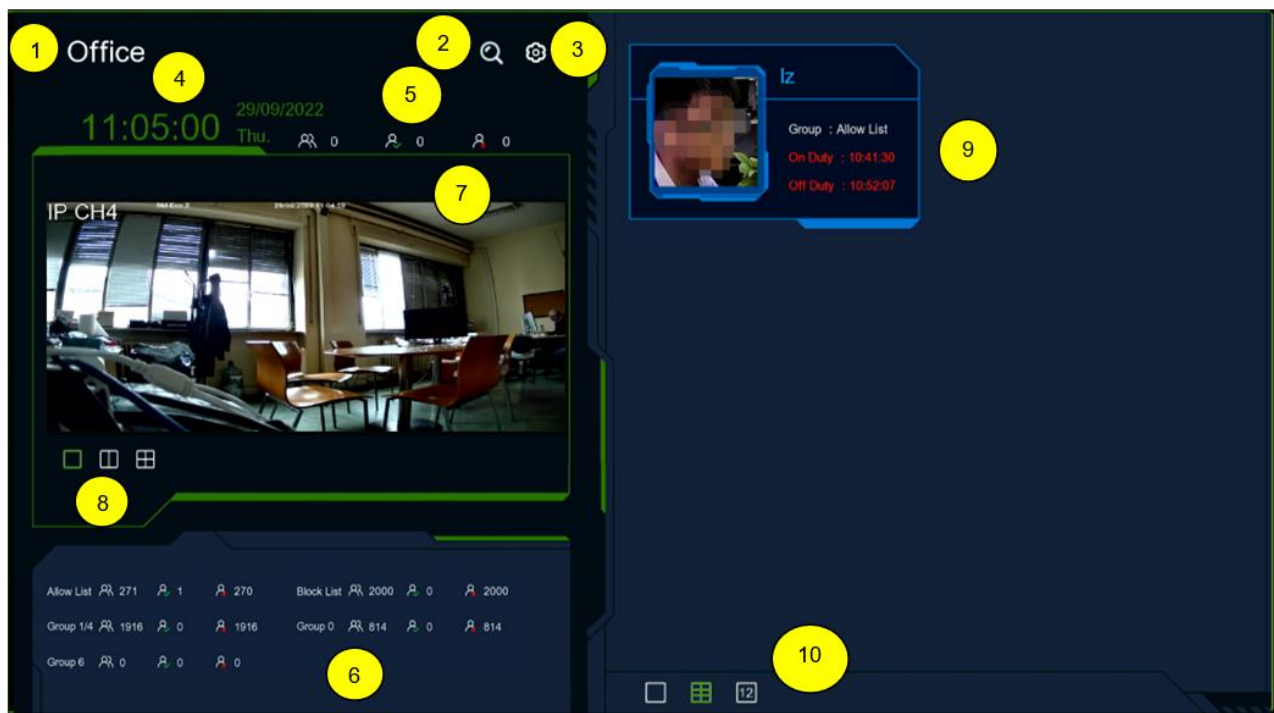 1 Office 2 3
4
5
29/09/2022
11:05:00 Thu. 0 0 0
7
IP CH4
8
Allow List 271 1 270 Block List 2000 0 2000
Group 1/4 1916 0 1916 Group 0 814 0 814
Group 6 0 0 0
6
Iz
Group : Allow List
On Duty : 10:41:30
Off Duty : 10:52:07
9
10
12